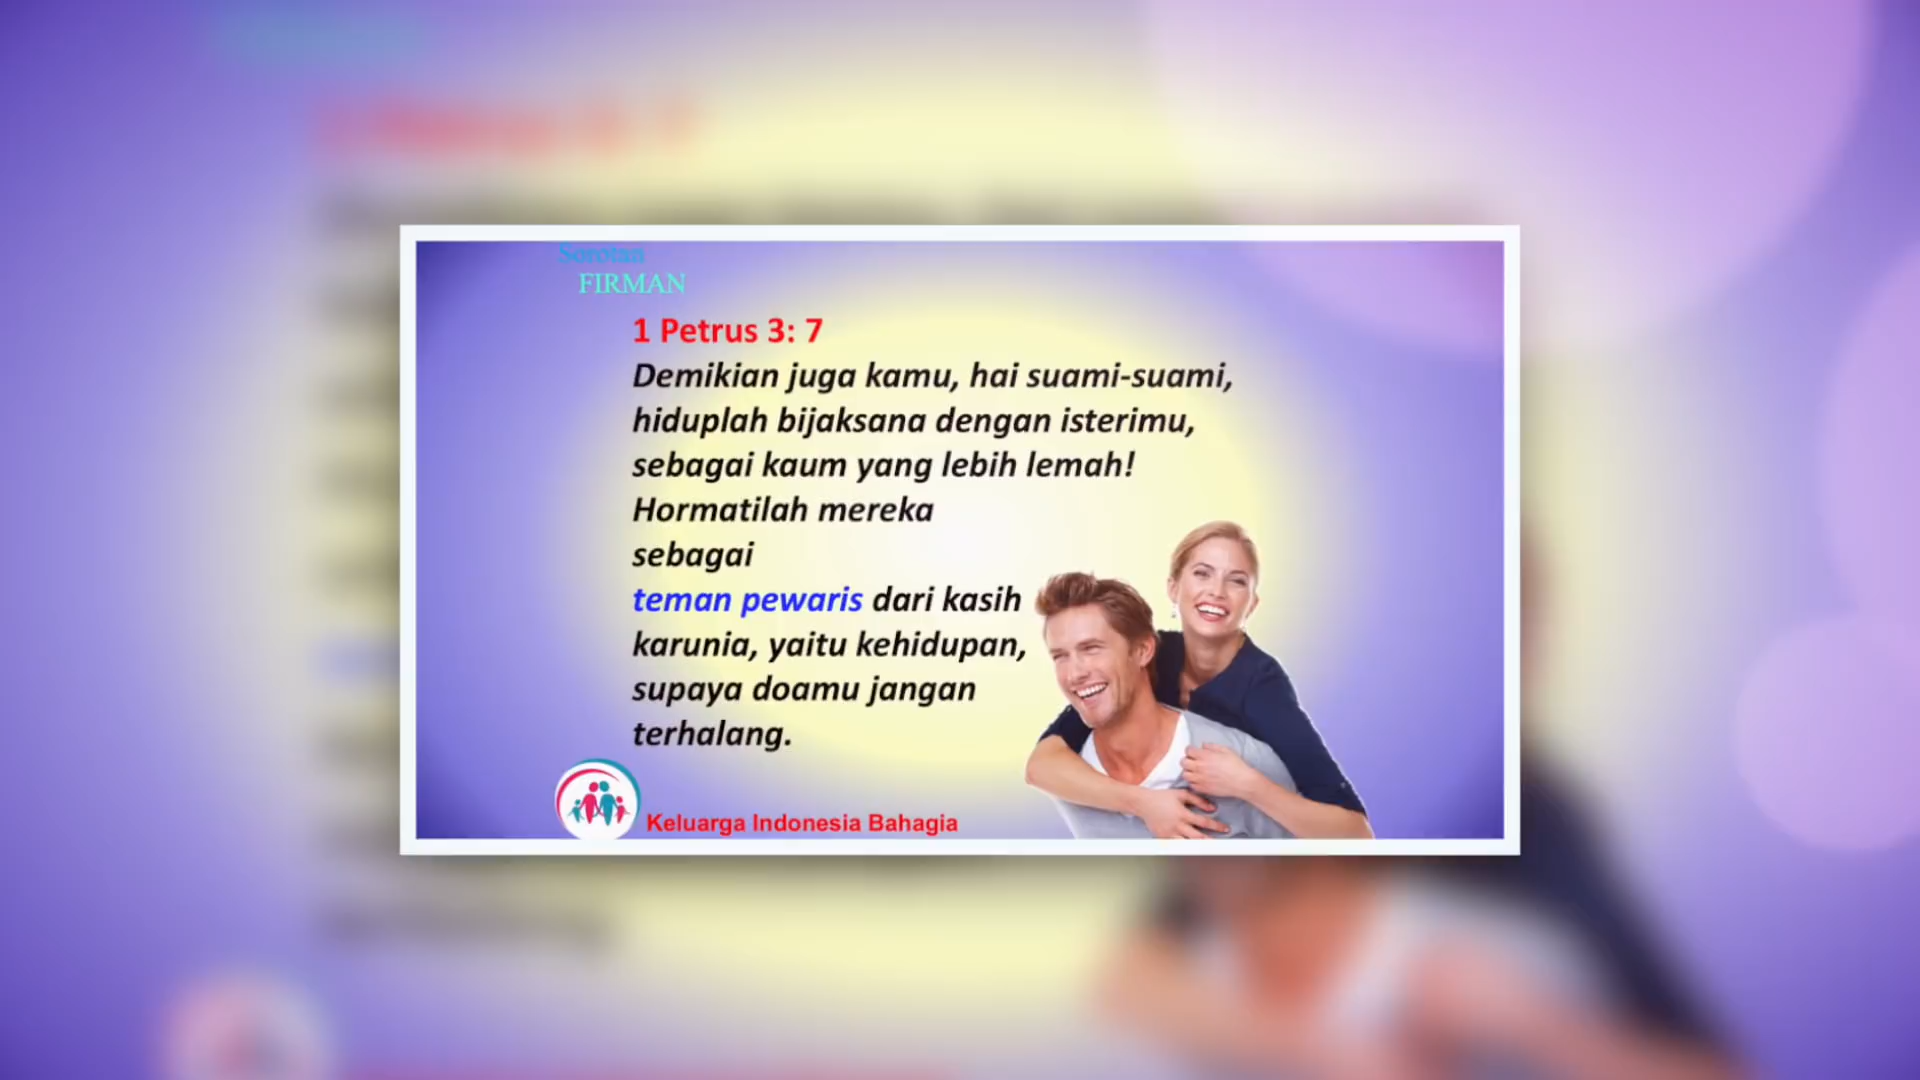 Sorotan
FIRMAN
1 Petrus 3: 7
Demikian juga kamu, hai suami-suami,
hiduplah bijaksana dengan isterimu,
sebagai kaum yang lebih lemah!
Hormatilah mereka
sebagai
teman pewaris dari kasih
karunia, yaitu kehidupan,
supaya doamu jangan
terhalang.
Keluarga Indonesia Bahagia